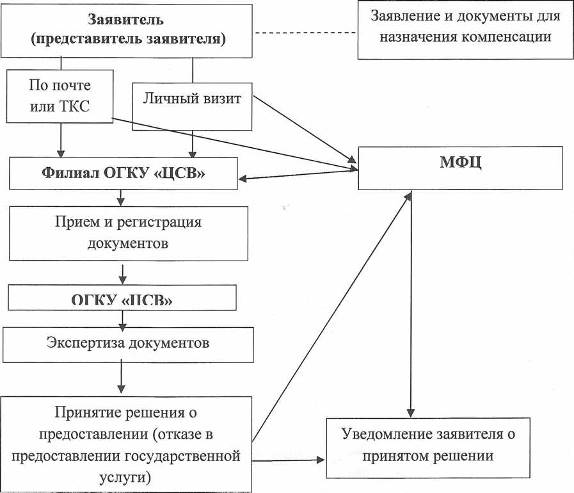 Заявитель
(представитель заявителя)
Заявление и документы для
назначения компенсации
По почте
или ТКС
Личный визит
Филиал ОГКУ «ЦСВ»
МФЦ
Прием и регистрация
документов
ОГКУ «ЦСВ»
Экспертиза документов
Принятие решения о
предоставлении (отказе в
предоставлении государственной
услуги)
Уведомление заявителя о
принятом решении